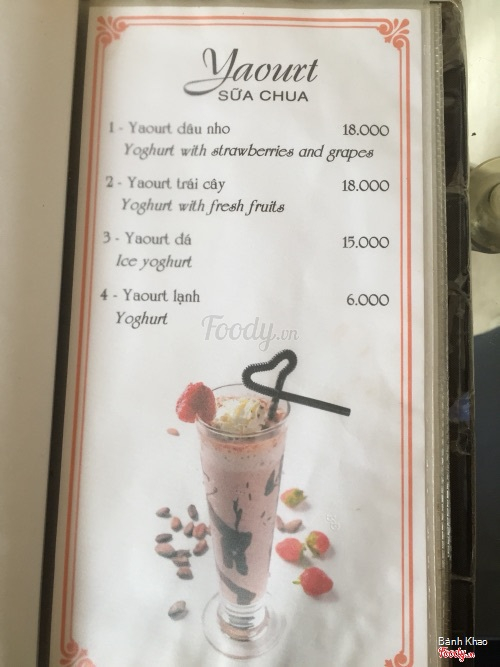 Yaourt
SỮA CHUA
1 - Yaourt dâu nho 18.000
Yoghurt with strawberries and grapes
2 - Yaourt trái cây 18.000
Yoghurt with fresh fruits
3 - Yaourt đá 15.000
Ice yoghurt
4 - Yaourt lạnh 6.000
Yoghurt
Foody.vn
Bánh Khao
Foody.vn